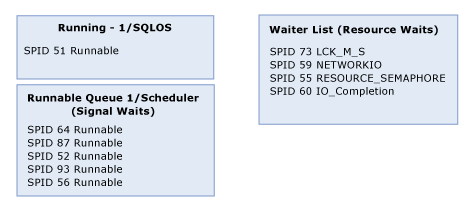 Running - 1/SQLOS
SPID 51 Runnable
Runnable Queue 1/Scheduler
(Signal Waits)
SPID 64 Runnable
SPID 87 Runnable
SPID 52 Runnable
SPID 93 Runnable
SPID 56 Runnable
Waiter List (Resource Waits)
SPID 73 LCK_M_S
SPID 59 NETWORKIO
SPID 55 RESOURCE_SEMAPHORE
SPID 60 IO_Completion